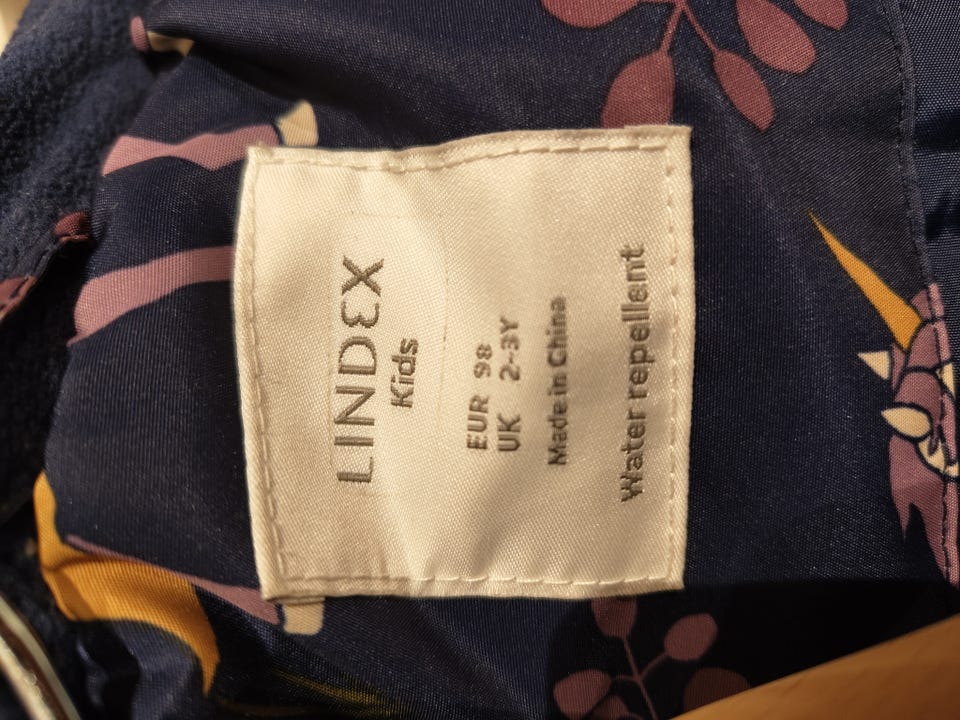 LINDEX
Kids
EUR 98
UK 2-3Y
Made in China
Water repellent